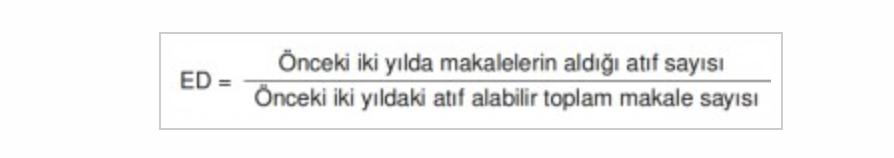 Önceki iki yılda makalelerin aldığı atıf sayısı
ED =
Önceki iki yıldaki atıf alabilir toplam makale sayısı